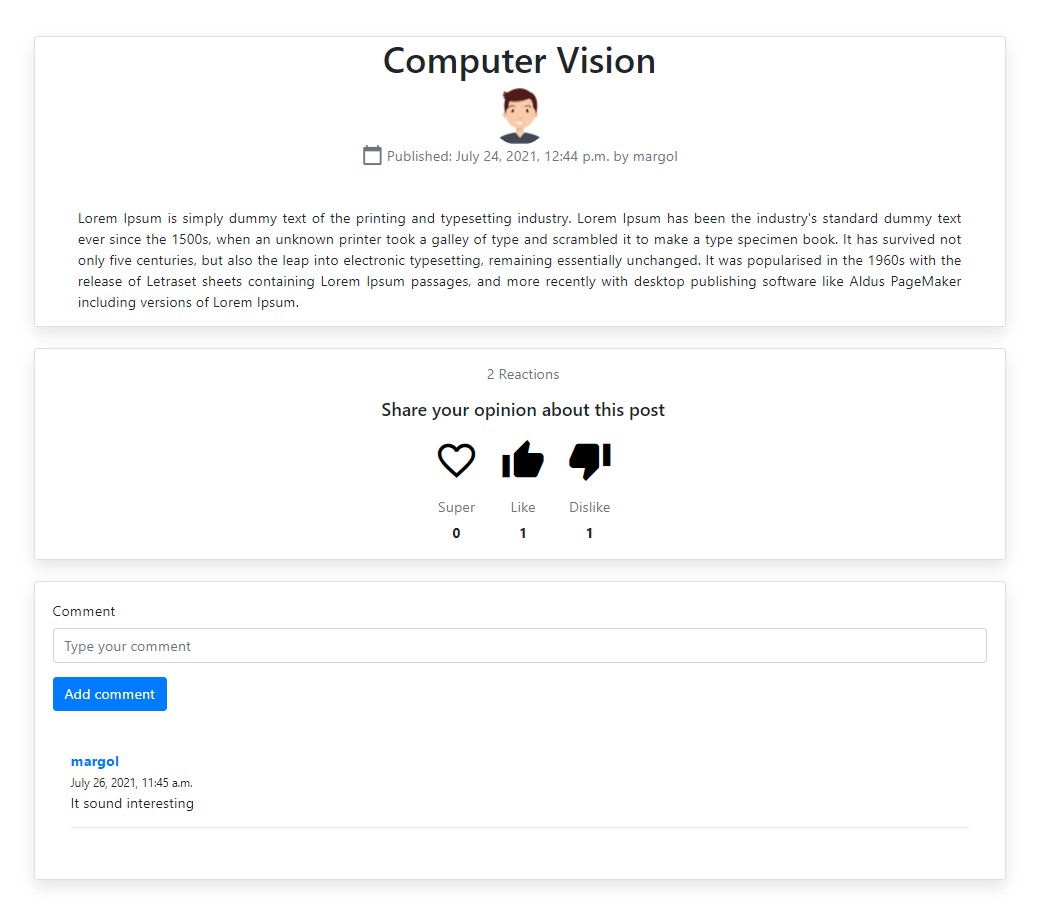 Computer Vision
Published: July 24, 2021, 12:44 p.m. by margol
Lorem Ipsum is simply dummy text of the printing and typesetting industry. Lorem Ipsum has been the industry's standard dummy text
ever since the 1500s, when an unknown printer took a galley of type and scrambled it to make a type specimen book. It has survived not
only five centuries, but also the leap into electronic typesetting, remaining essentially unchanged. It was popularised in the 1960s with the
release of Letraset sheets containing Lorem Ipsum passages, and more recently with desktop publishing software like Aldus PageMaker
including versions of Lorem Ipsum.
2 Reactions
Share your opinion about this post
Super Like Dislike
0 1 1
Comment
Type your comment
Add comment
margol
July 26, 2021, 11:45 a.m.
It sound interesting